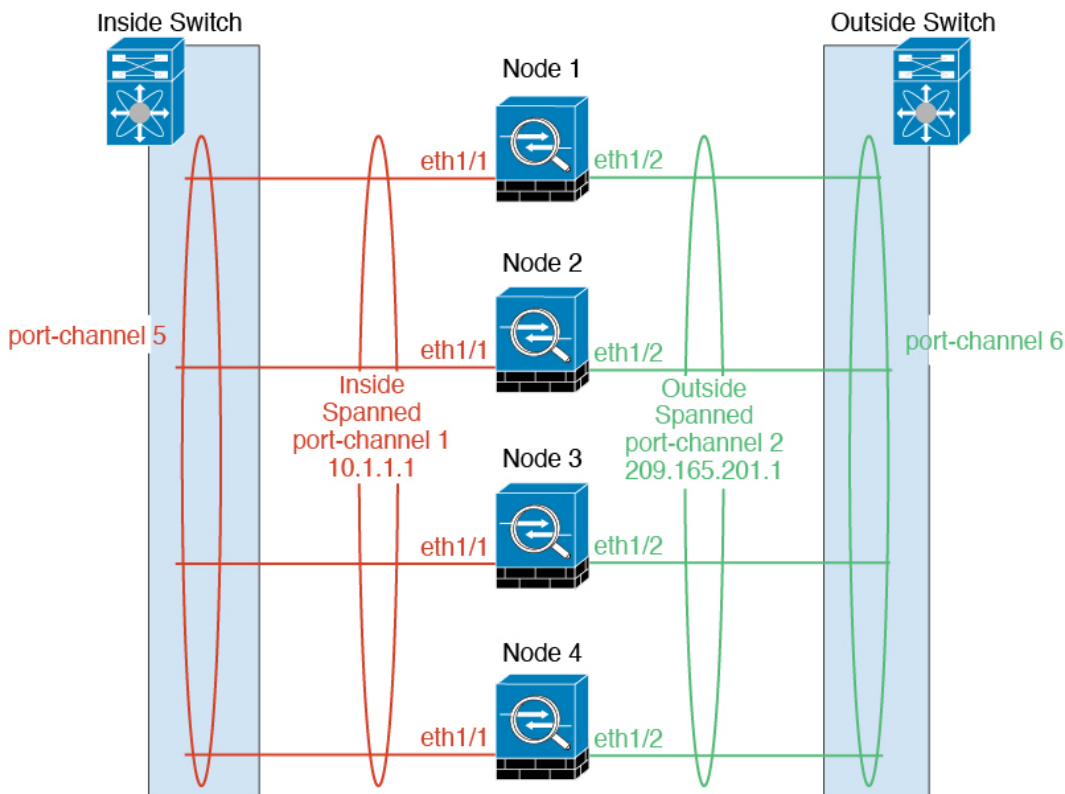 Inside Switch
Outside Switch
Node 1
eth1/1
eth1/2
Node 2
port-channel 5
port-channel 6
eth1/1
eth1/2
Inside
Spanned
port-channel 1
10.1.1.1
Outside
Spanned
port-channel 2
209.165.201.1
Node 3
eth1/1
eth1/2
Node 4
eth1/1
eth1/2